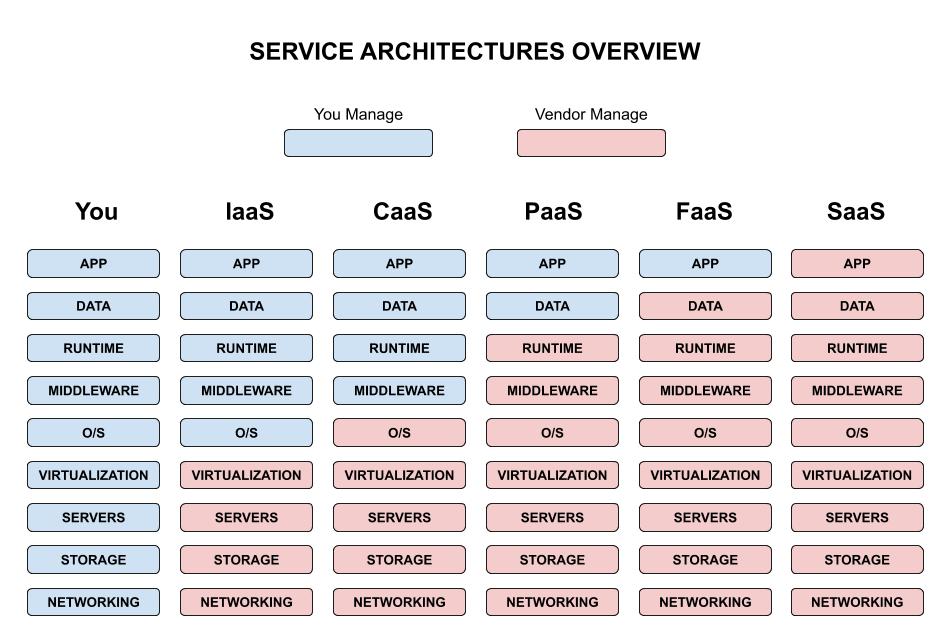 SERVICE ARCHITECTURES OVERVIEW
You Manage Vendor Manage
You IaaS CaaS PaaS FaaS SaaS
APP APP APP APP APP APP
DATA DATA DATA DATA DATA DATA
RUNTIME RUNTIME RUNTIME RUNTIME RUNTIME RUNTIME
MIDDLEWARE MIDDLEWARE MIDDLEWARE MIDDLEWARE MIDDLEWARE MIDDLEWARE
O/S O/S O/S O/S O/S O/S
VIRTUALIZATION VIRTUALIZATION VIRTUALIZATION VIRTUALIZATION VIRTUALIZATION VIRTUALIZATION
SERVERS SERVERS SERVERS SERVERS SERVERS SERVERS
STORAGE STORAGE STORAGE STORAGE STORAGE STORAGE
NETWORKING NETWORKING NETWORKING NETWORKING NETWORKING NETWORKING